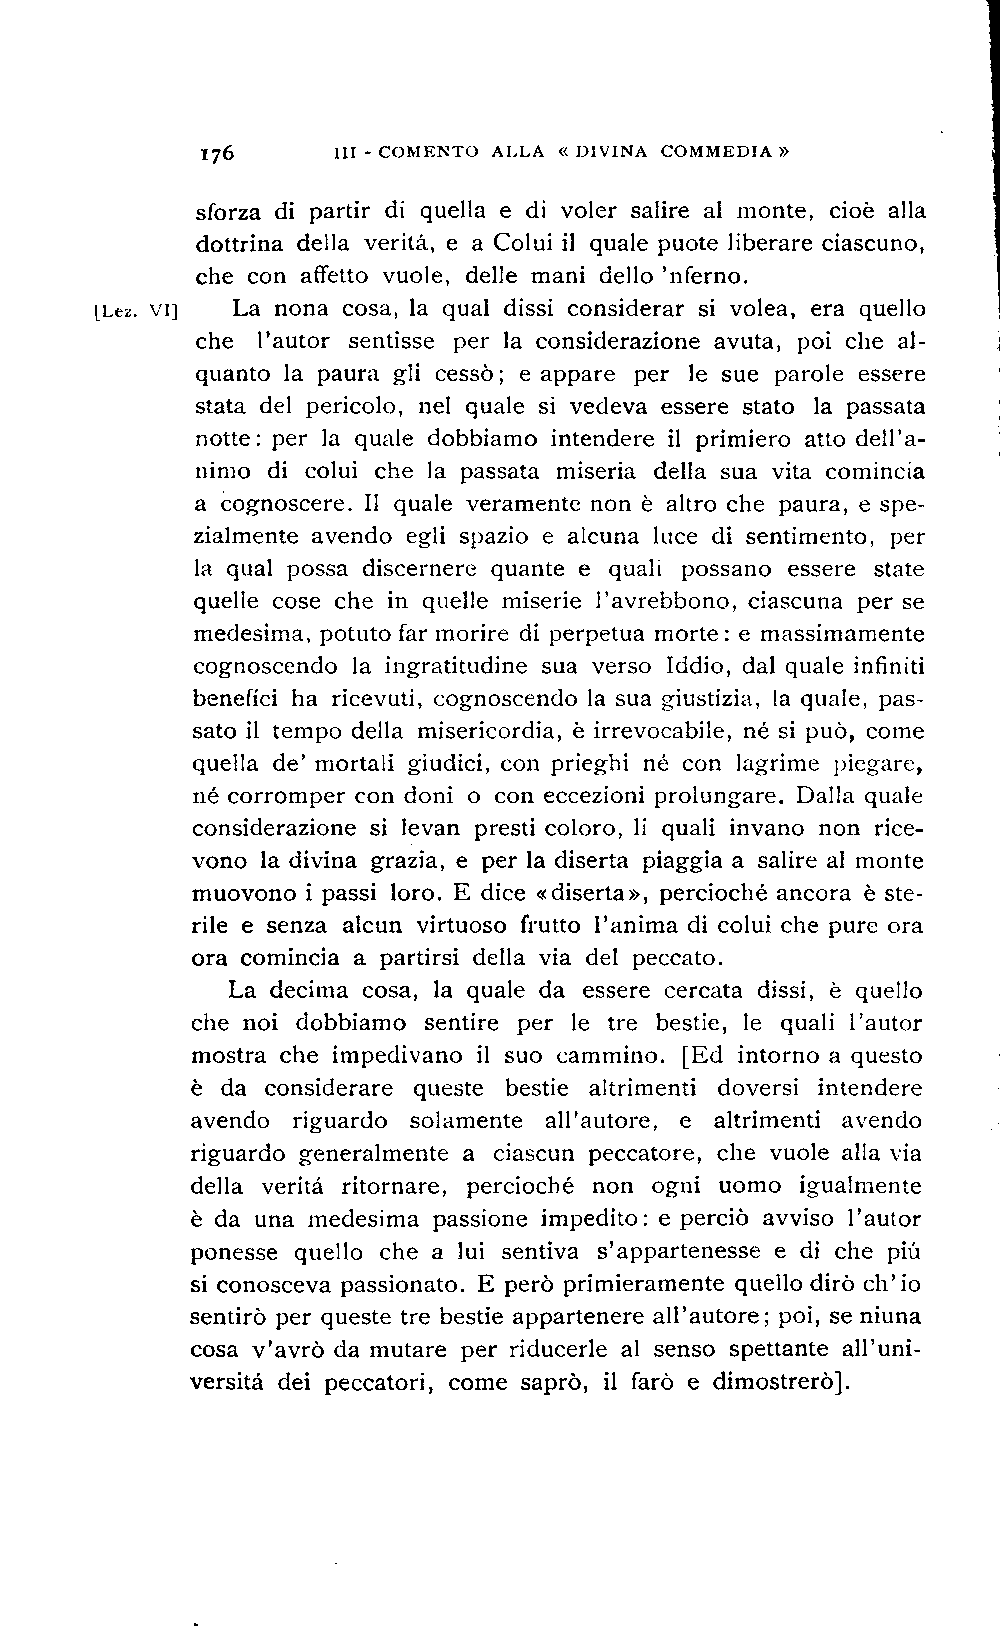 176 III - COMENTO ALLA « DIVINA COMMEDIA »
sforza di partir di quella e di voler salire al monte, cioè alla
dottrina della veritá, e a Colui il quale puote liberare ciascuno,
che con affetto vuole, delle mani dello 'nferno.
[Lez. VI] La nona cosa, la qual dissi considerar si volea, era quello
che l'autor sentisse per la considerazione avuta, poi che al-
quanto la paura gli cessò; e appare per le sue parole essere
stata del pericolo, nel quale si vedeva essere stato la passata
notte: per la quale dobbiamo intendere il primiero atto dell'a-
nimo di colui che la passata miseria della sua vita comincia
a cognoscere. Il quale veramente non è altro che paura, e spe-
zialmente avendo egli spazio e alcuna luce di sentimento, per
la qual possa discernere quante e quali possano essere state
quelle cose che in quelle miserie l'avrebbono, ciascuna per se
medesima, potuto far morire di perpetua morte: e massimamente
cognoscendo la ingratitudine sua verso Iddio, dal quale infiniti
benefici ha ricevuti, cognoscendo la sua giustizia, la quale, pas-
sato il tempo della misericordia, è irrevocabile, né si può, come
quella de' mortali giudici, con prieghi né con lagrime piegare,
né corromper con doni o con eccezioni prolungare. Dalla quale
considerazione si levan presti coloro, li quali invano non rice-
vono la divina grazia, e per la diserta piaggia a salire al monte
muovono i passi loro. E dice «diserta», percioché ancora è ste-
rile e senza alcun virtuoso frutto l'anima di colui che pure ora
ora comincia a partirsi della via del peccato.
La decima cosa, la quale da essere cercata dissi, è quello
che noi dobbiamo sentire per le tre bestie, le quali l'autor
mostra che impedivano il suo cammino. [Ed intorno a questo
è da considerare queste bestie altrimenti doversi intendere
avendo riguardo solamente all'autore, e altrimenti avendo
riguardo generalmente a ciascun peccatore, che vuole alla via
della veritá ritornare, percioché non ogni uomo igualmente
è da una medesima passione impedito: e perciò avviso l'autor
ponesse quello che a lui sentiva s'appartenesse e di che piú
si conosceva passionato. E però primieramente quello dirò ch'io
sentirò per queste tre bestie appartenere all'autore; poi, se niuna
cosa v'avrò da mutare per riducerle al senso spettante all'uni-
versitá dei peccatori, come saprò, il farò e dimostrerò].